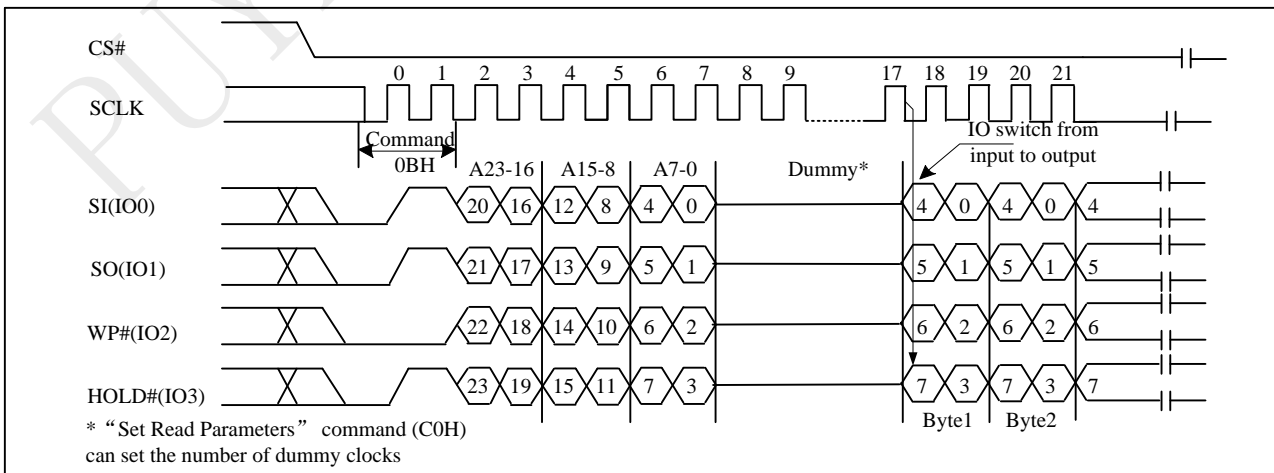 PUY
CS#
0 1 2 3 4 5 6 7 8 9 17 18 19 20 21
SCLK
Command
0BH
IO switch from
input to output
A23-16 A15-8 A7-0 Dummy*
SI(IO0) 20 16 12 8 4 0 4 0 4 0 4
SO(IO1) 21 17 13 9 5 1 5 1 5 1 5
WP#(IO2) 22 18 14 10 6 2 6 2 6 2 6
HOLD#(IO3) 23 19 15 11 7 3 7 3 7 3 7
Byte1 Byte2
* “Set Read Parameters” command (C0H)
can set the number of dummy clocks